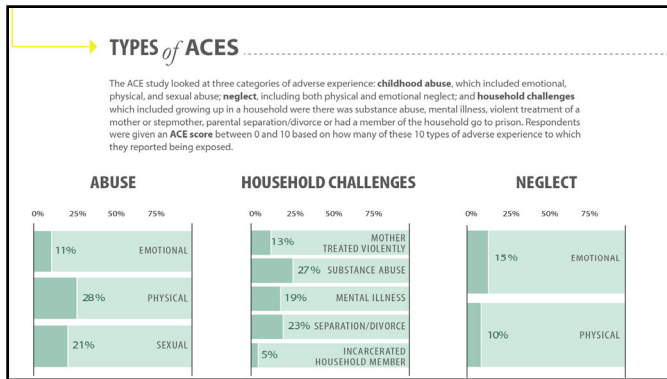 TYPES of ACES
The ACE study looked at three categories of adverse experience: childhood abuse, which included emotional,
physical, and sexual abuse; neglect, including both physical and emotional neglect; and household challenges
which included growing up in a household were there was substance abuse, mental illness, violent treatment of a
mother or stepmother, parental separation/divorce or had a member of the household go to prison. Respondents
were given an ACE score between 0 and 10 based on how many of these 10 types of adverse experience to which
they reported being exposed.
ABUSE
0% 25% 50% 75%
11% EMOTIONAL
28% PHYSICAL
21% SEXUAL
HOUSEHOLD CHALLENGES
0% 25% 50% 75%
13% MOTHER
TREATED VIOLENTLY
27% SUBSTANCE ABUSE
19% MENTAL ILLNESS
23% SEPARATION/DIVORCE
5% INCARCERATED
HOUSEHOLD MEMBER
NEGLECT
0% 25% 50% 75%
15% EMOTIONAL
10% PHYSICAL